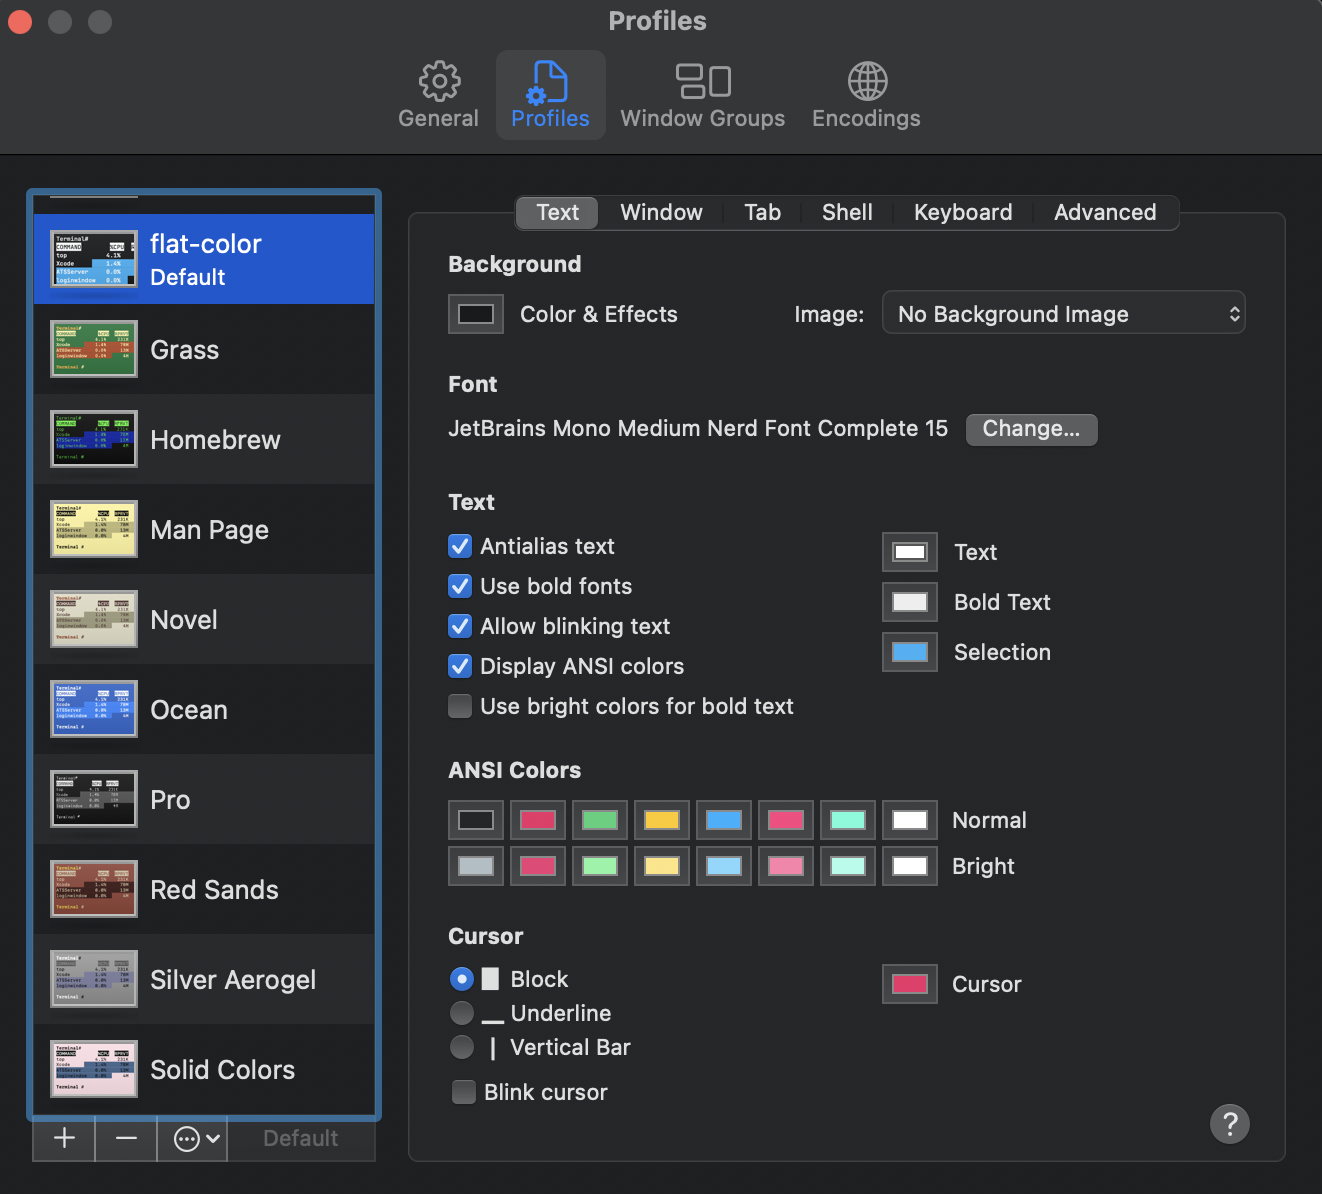 Profiles
General
Profiles
Window Groups
Encodings
flat-color
Default
Grass
Homebrew
Man Page
Novel
Ocean
Pro
Red Sands
Silver Aerogel
Solid Colors
Default
Text Window Tab Shell Keyboard Advanced
Background
Color & Effects
Image: No Background Image
Font
JetBrains Mono Medium Nerd Font Complete 15 Change...
Text
Antialias text
Use bold fonts
Allow blinking text
Display ANSI colors
Use bright colors for bold text
Text
Bold Text
Selection
ANSI Colors
Normal
Bright
Cursor
Block
Underline
Vertical Bar
Blink cursor
Cursor
?